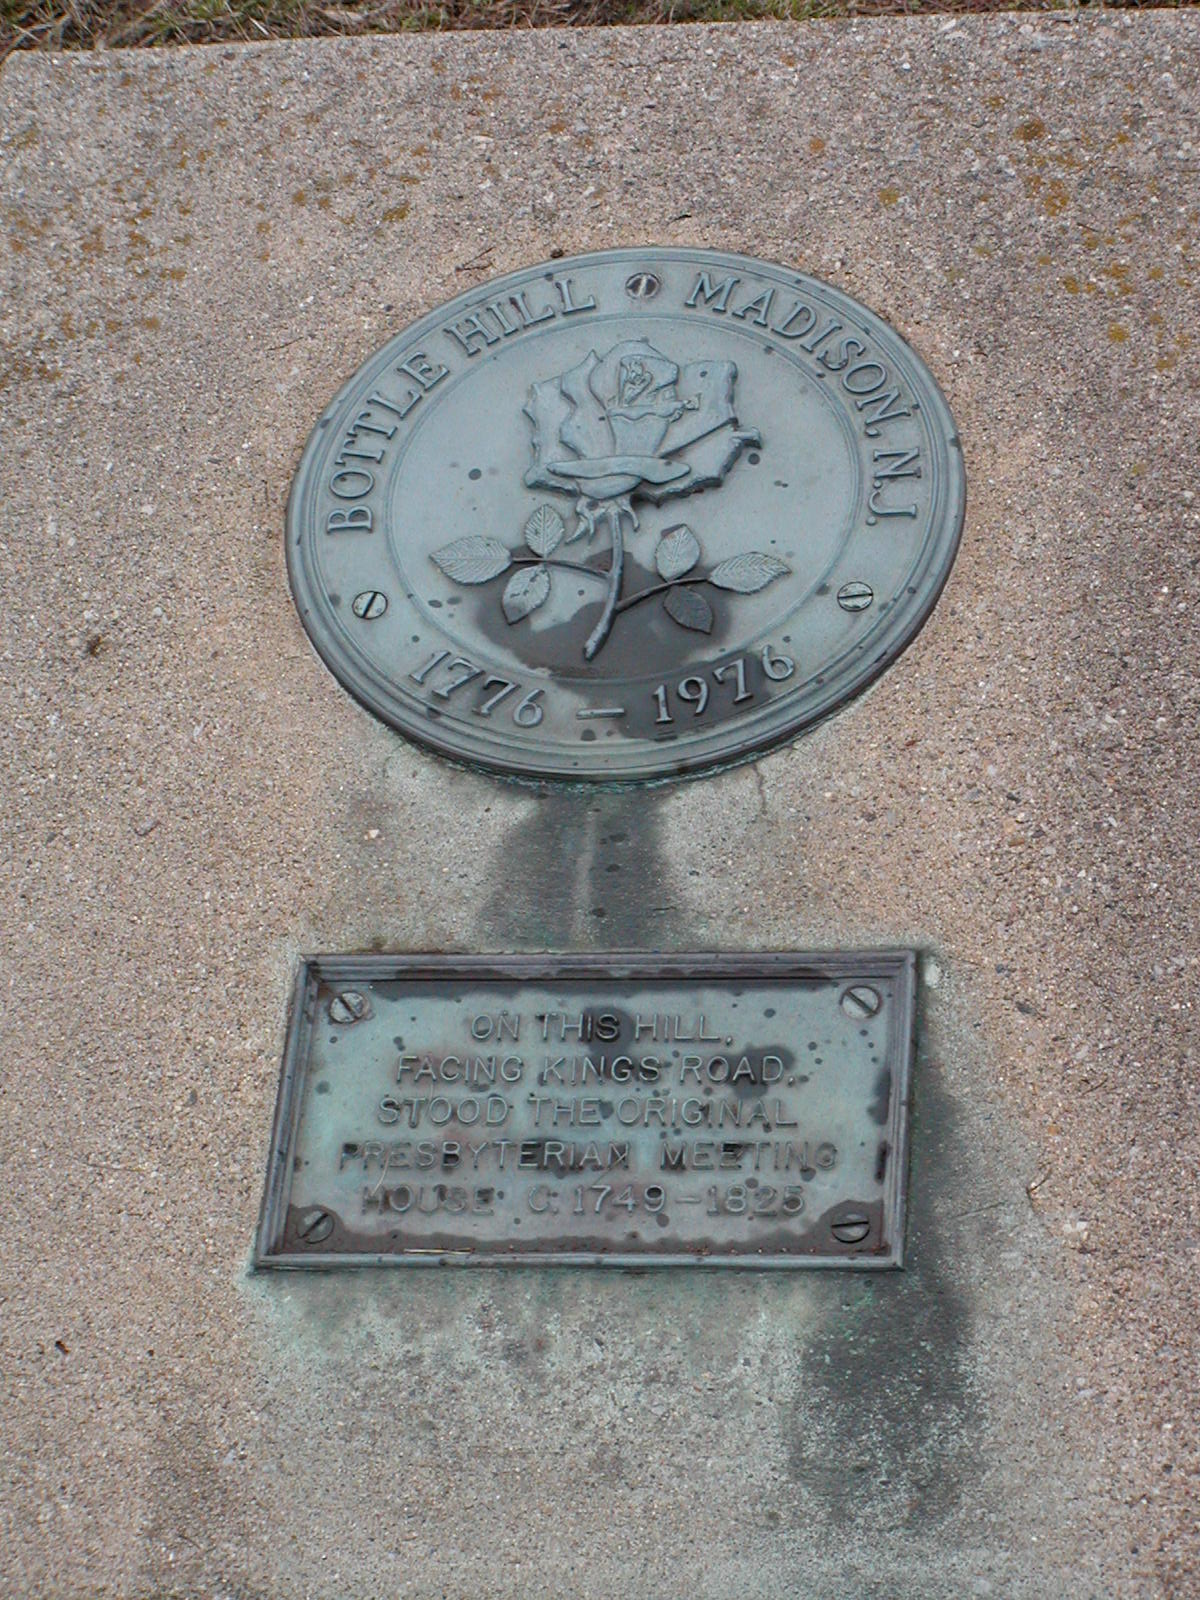 BOTTLE HILL MADISON, N.J.
1776 – 1976
ON THIS HILL,
FACING KINGS ROAD,
STOOD THE ORIGINAL
PRESBYTERIAN MEETING
HOUSE C. 1749–1825